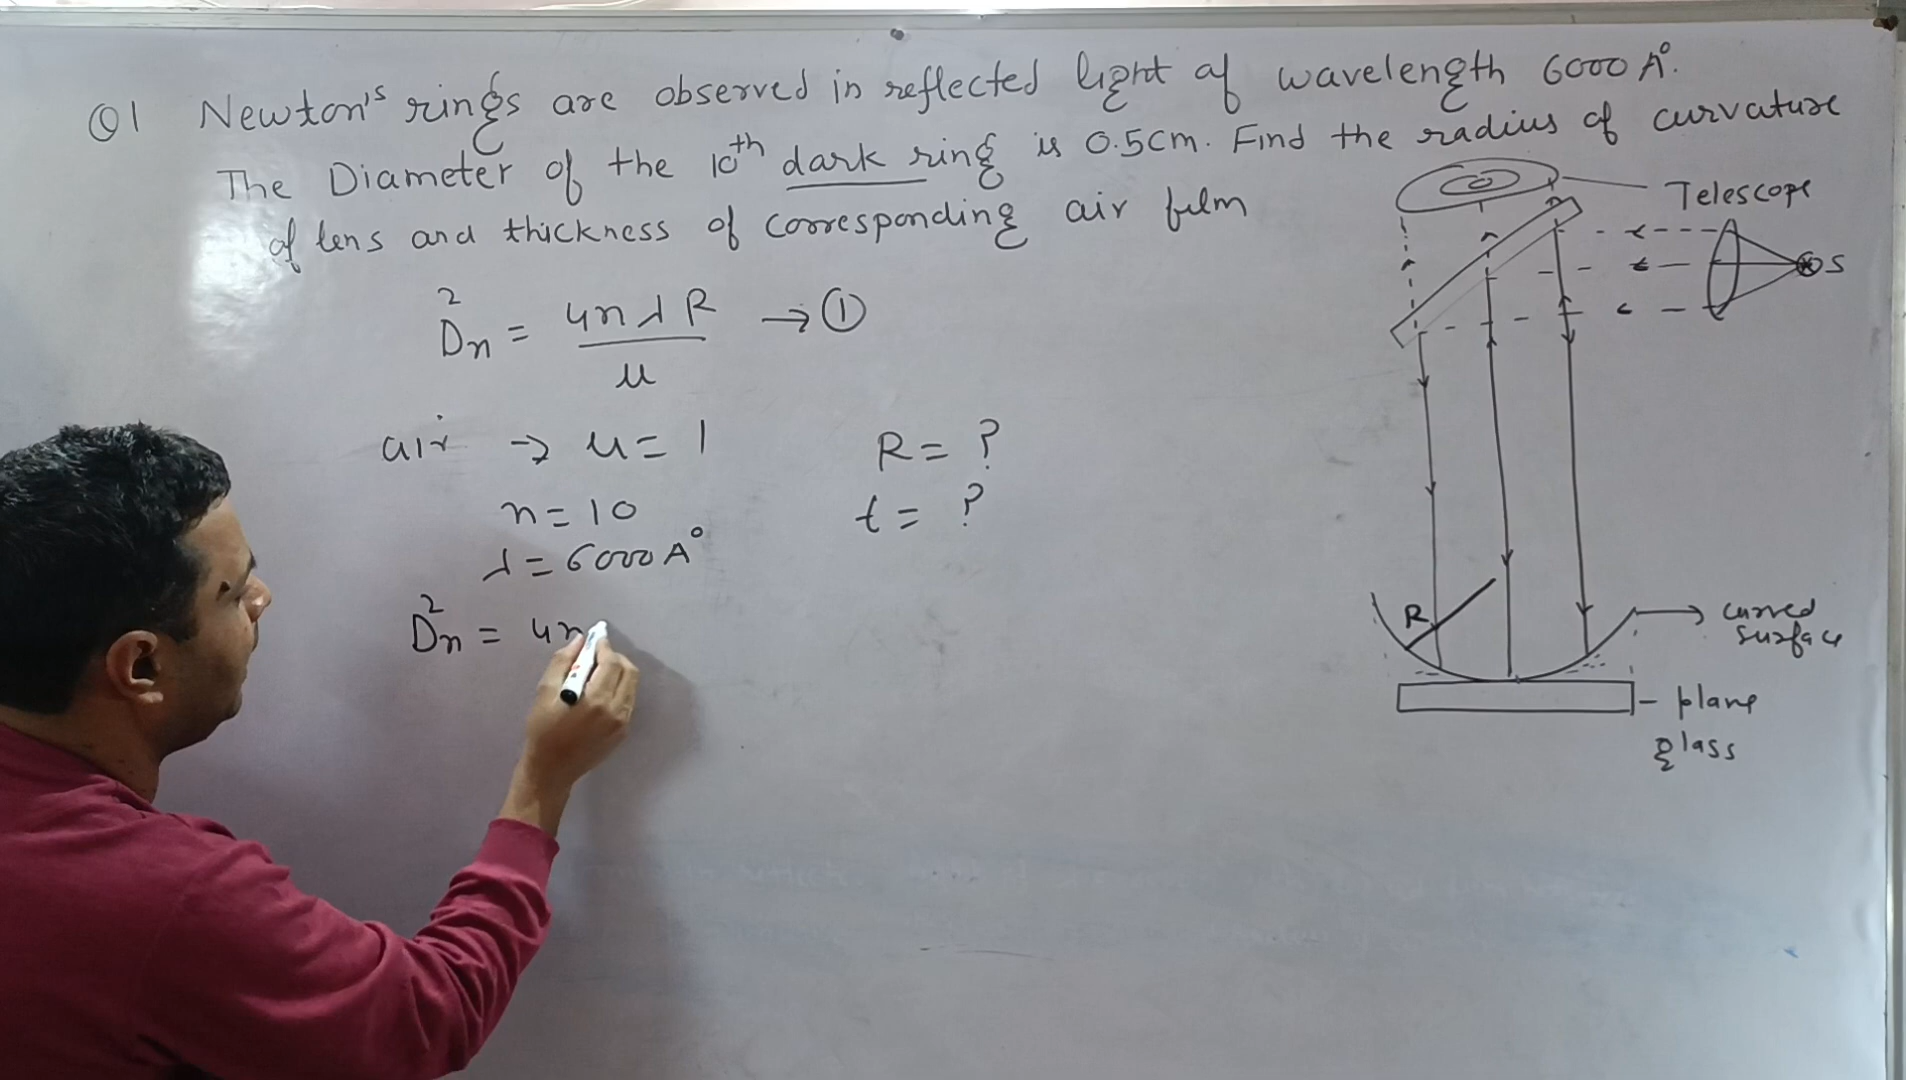 Q1 Newton's rings are observed in reflected light of wavelength 6000 A°.
The Diameter of the 10th dark ring is 0.5cm. Find the radius of curvature
of lens and thickness of corresponding air film
D²n = 4nλR / μ → ①
air → μ = 1
n = 10
λ = 6000 A°
D²n = 4n
R = ?
t = ?
Telescope
S
R
curved
surface
plane
glass